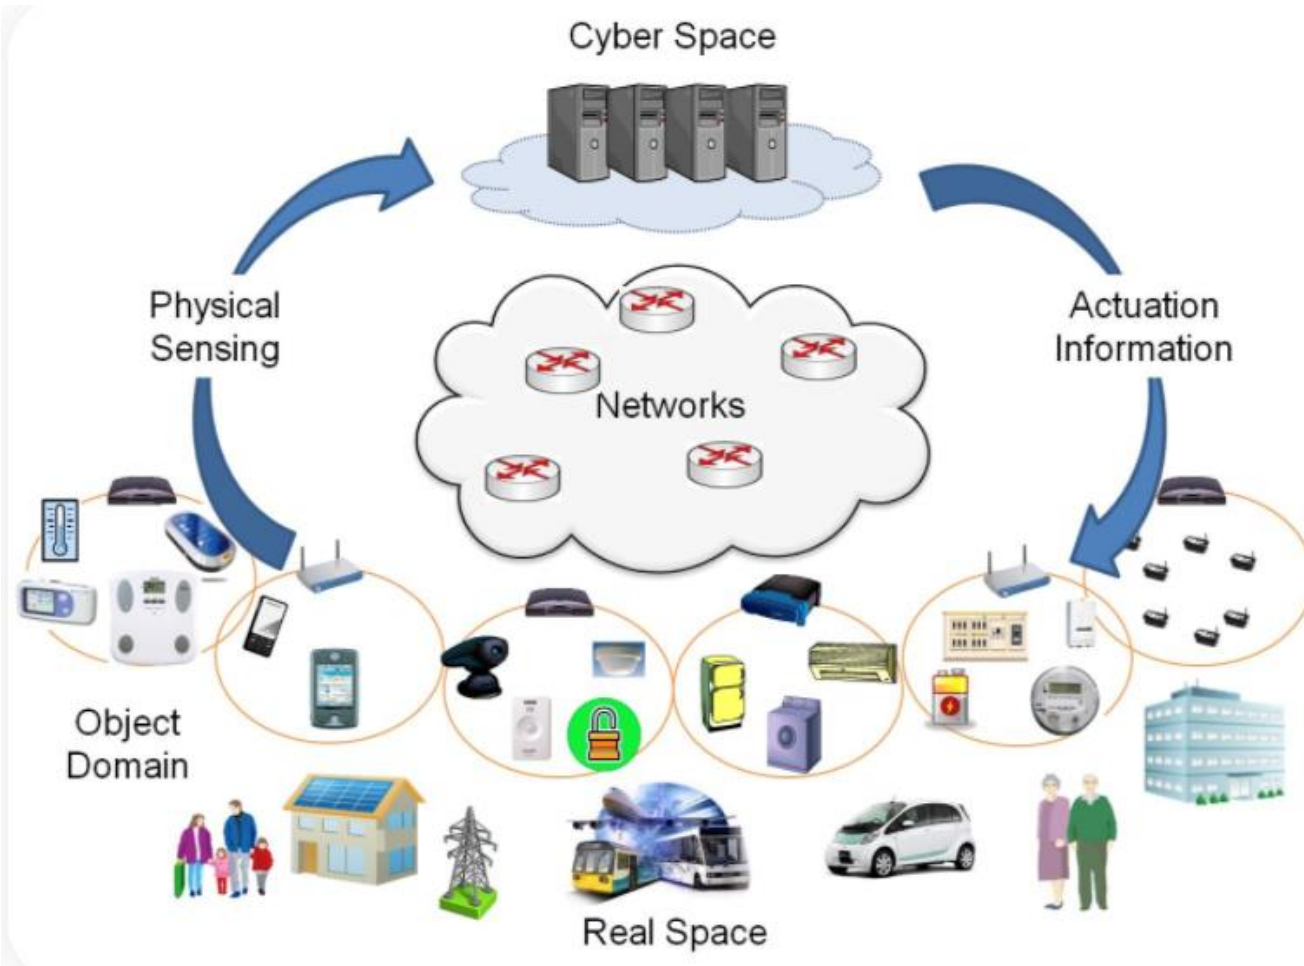 Cyber Space
Physical
Sensing
Actuation
Information
Networks
Object
Domain
Real Space